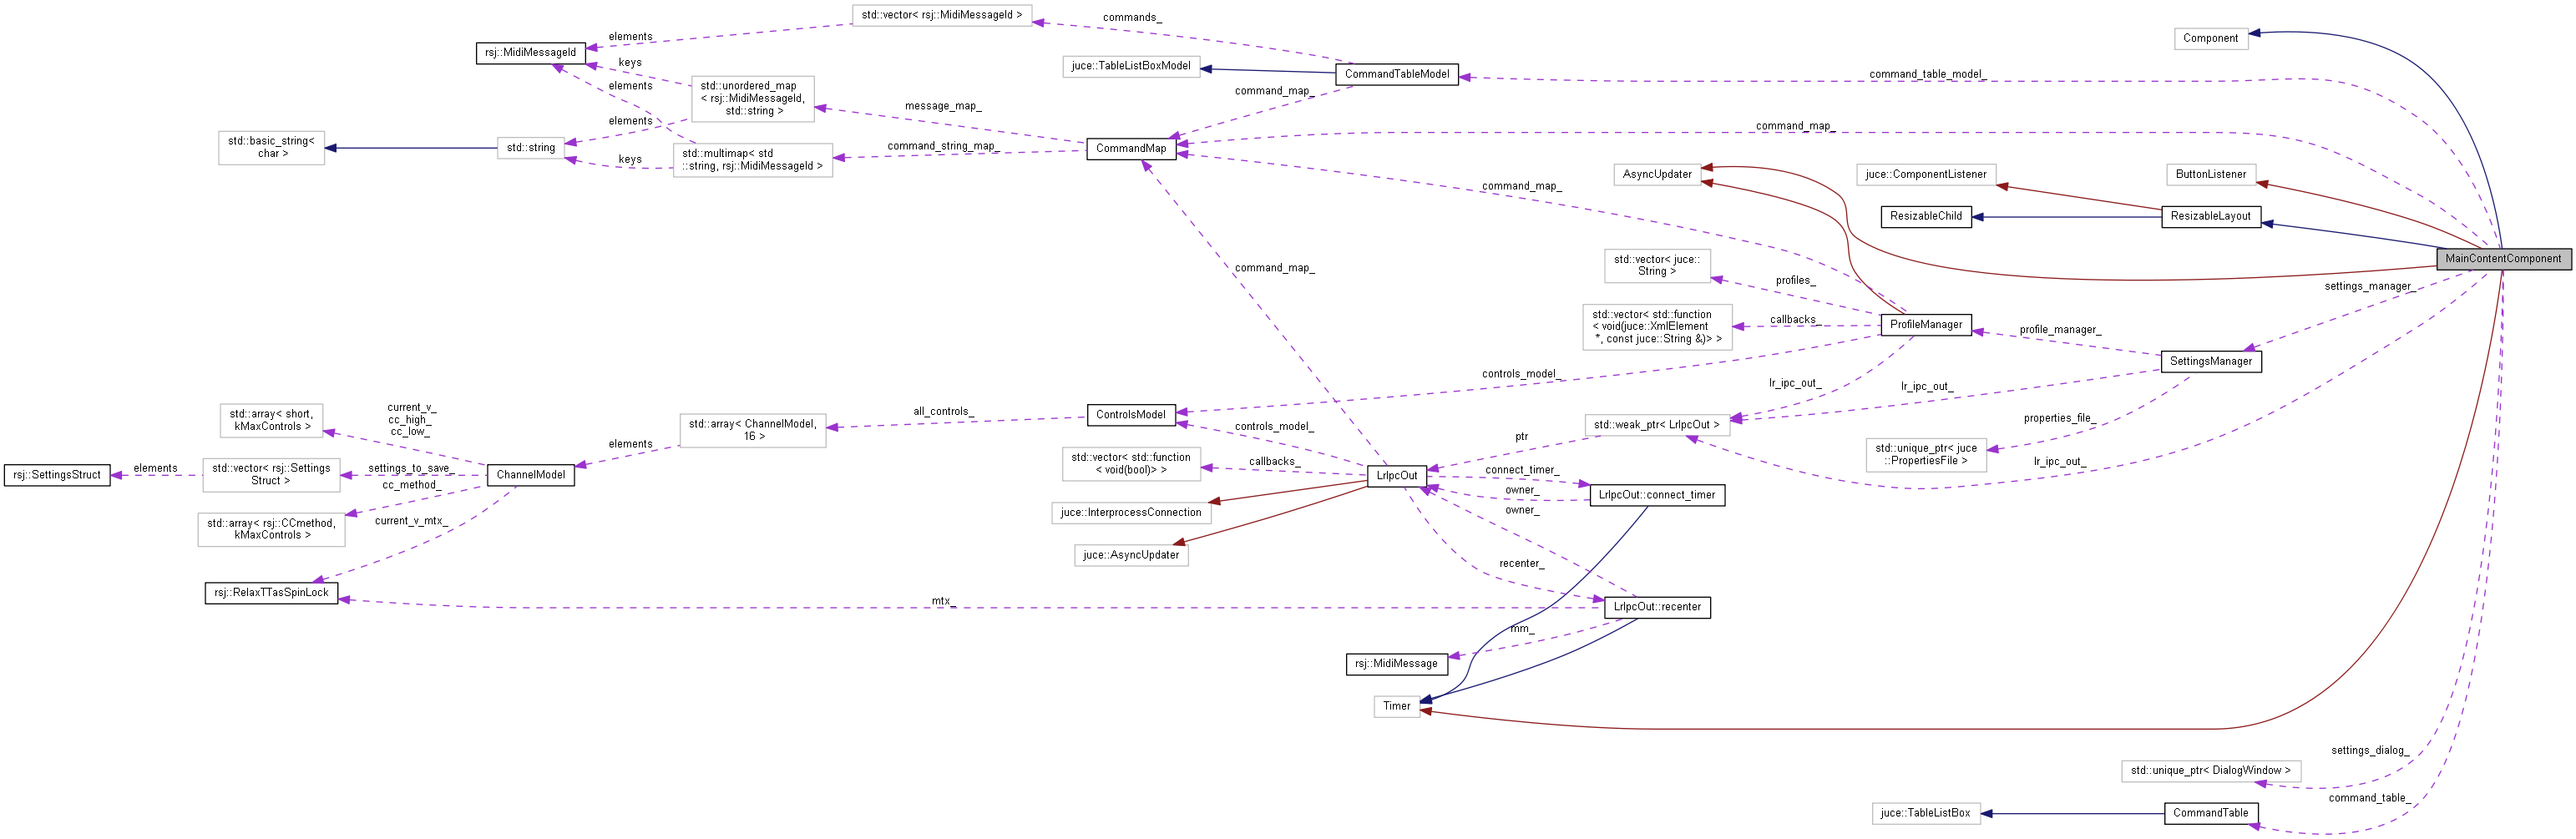 std::vector< rsj::MidiMessageId >
commands_
elements
rsj::MidiMessageId
keys
elements
juce::TableListBoxModel
CommandTableModel
command_table_model_
Component
std::unordered_map
< rsj::MidiMessageId,
std::string >
message_map_
command_map_
elements
command_map_
std::basic_string<
char >
std::string
keys
std::multimap< std
::string, rsj::MidiMessageId >
command_string_map_
CommandMap
AsyncUpdater
juce::ComponentListener
ButtonListener
command_map_
ResizableChild
ResizableLayout
command_map_
std::vector< juce::
String >
profiles_
MainContentComponent
settings_manager_
std::vector< std::function
< void(juce::XmlElement
*, const juce::String &)> >
callbacks_
ProfileManager
profile_manager_
SettingsManager
controls_model_
lr_ipc_out_
lr_ipc_out_
std::array< short,
kMaxControls >
current_v_
cc_high_
cc_low_
std::array< ChannelModel,
16 >
all_controls_
ControlsModel
controls_model_
std::weak_ptr< LrIpcOut >
properties_file_
elements
ptr
std::unique_ptr< juce
::PropertiesFile >
lr_ipc_out_
rsj::SettingsStruct
elements
std::vector< rsj::Settings
Struct >
settings_to_save_
ChannelModel
std::vector< std::function
< void(bool)> >
callbacks_
LrIpcOut
connect_timer_
cc_method_
owner_
LrIpcOut::connect_timer
std::array< rsj::CCmethod,
kMaxControls >
current_v_mtx_
juce::InterprocessConnection
owner_
juce::AsyncUpdater
recenter_
rsj::RelaxTTasSpinLock
mtx_
LrIpcOut::recenter
mm_
rsj::MidiMessage
Timer
settings_dialog_
std::unique_ptr< DialogWindow >
command_table_
juce::TableListBox
CommandTable